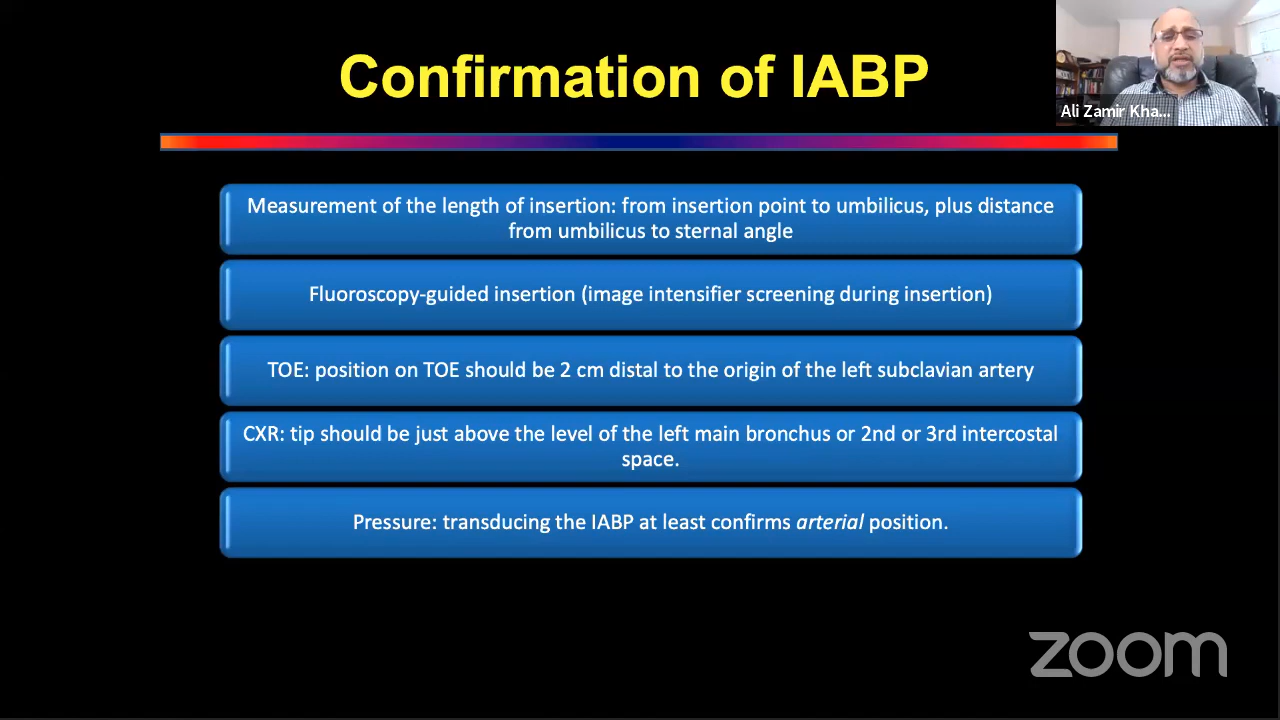 Confirmation of IABP
Ali Zamir Kha...
Measurement of the length of insertion: from insertion point to umbilicus, plus distance
from umbilicus to sternal angle
Fluoroscopy-guided insertion (image intensifier screening during insertion)
TOE: position on TOE should be 2 cm distal to the origin of the left subclavian artery
CXR: tip should be just above the level of the left main bronchus or 2nd or 3rd intercostal
space.
Pressure: transducing the IABP at least confirms arterial position.
zoom